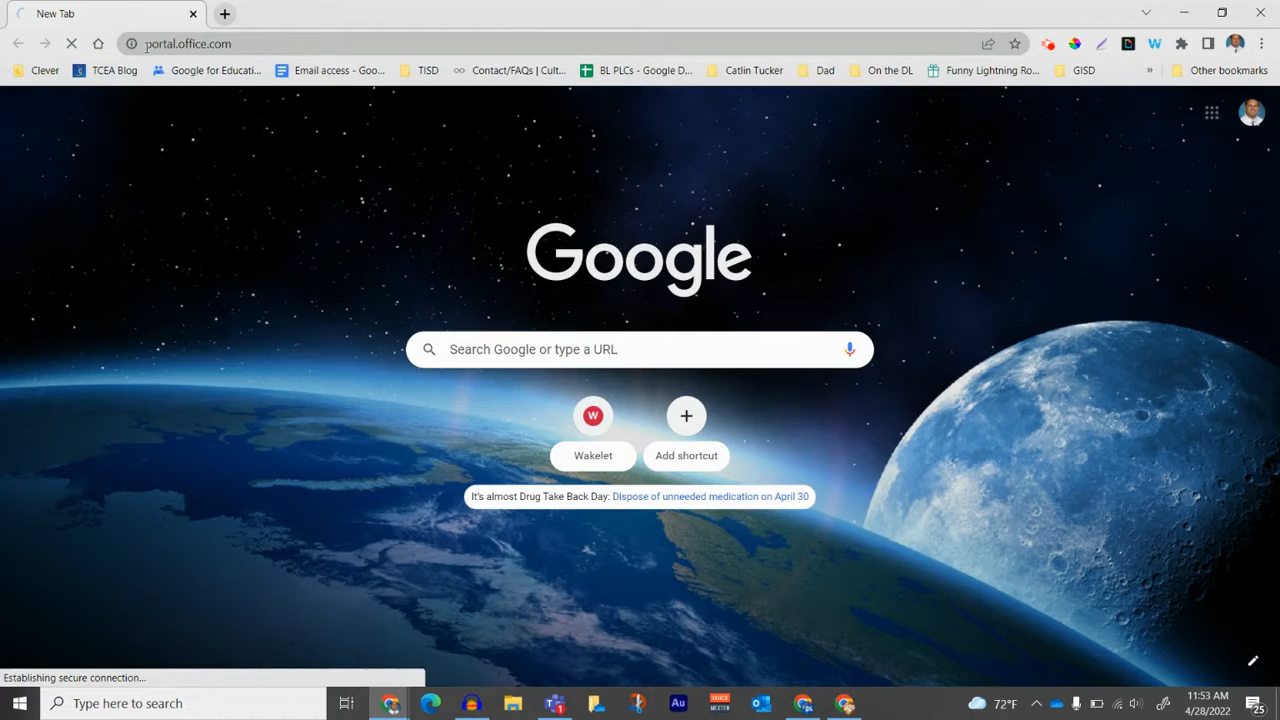 New Tab
portal.office.com
Clever TCEA Blog Google for Educati... Email access - Goo... TISD Contact/FAQs | Cult... BL PLCs - Google D... Catlin Tucker Dad On the DL Funny Lightning Ro... GISD » Other bookmarks
Google
Search Google or type a URL
W
Wakelet Add shortcut
It's almost Drug Take Back Day: Dispose of unneeded medication on April 30
Establishing secure connection...
Type here to search
72°F
11:53 AM
4/28/2022
25